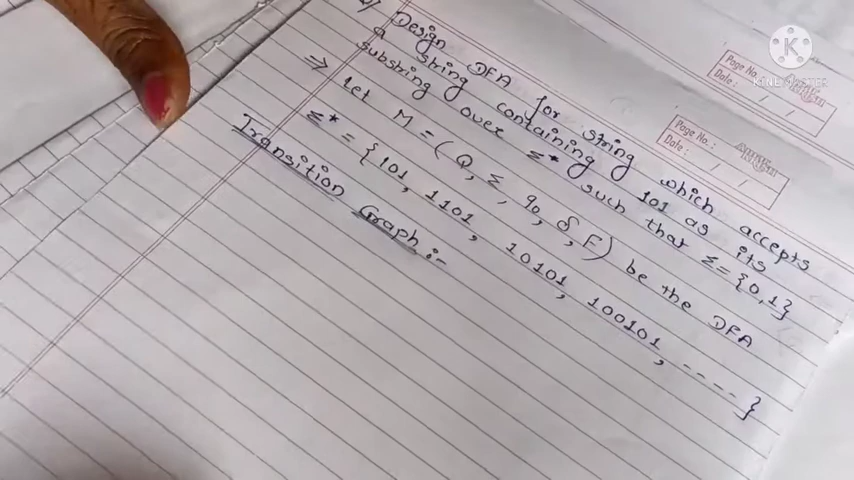 Design DFA for string which accepts
a string containing 101 as its
substring over Σ* such that Σ={0,1}
⇒ Let M = (Q, Σ, q0, δ, F) be the DFA
Σ* = {101, 1101, 10101, 100101, ----}
Transition Graph:-
Page No.:
Date:
Page No.
Date:
KINEMASTER